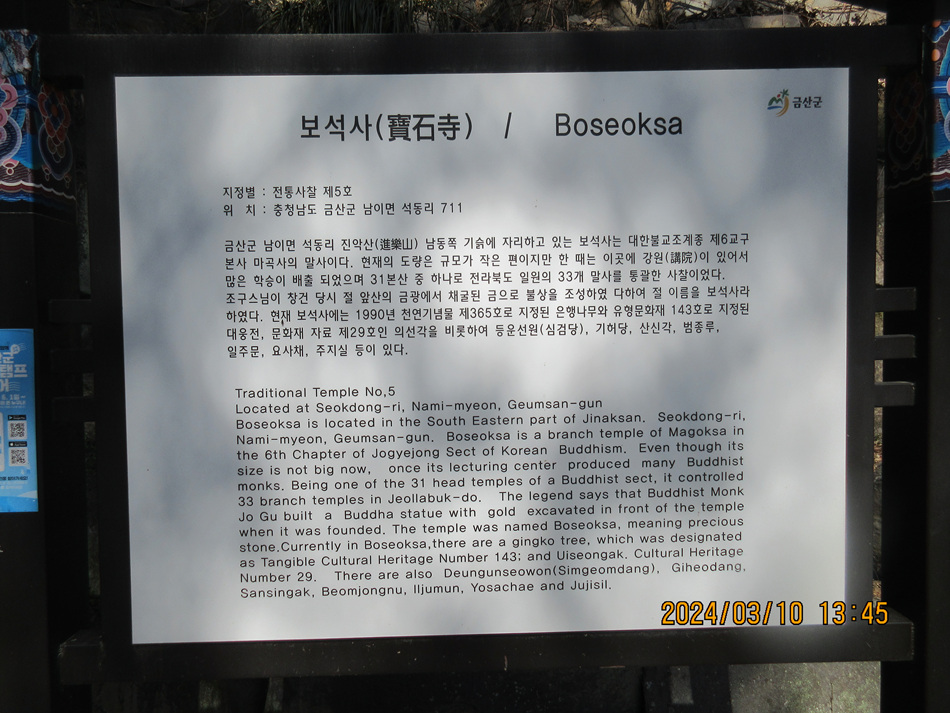 금산군
보석사(寶石寺) / Boseoksa
지정별 : 전통사찰 제5호
위 치 : 충청남도 금산군 남이면 석동리 711
금산군 남이면 석동리 진악산(進樂山) 남동쪽 기슭에 자리하고 있는 보석사는 대한불교조계종 제6교구
본사 마곡사의 말사이다. 현재의 도량은 규모가 작은 편이지만 한 때는 이곳에 강원(講院)이 있어서
많은 학승이 배출 되었으며 31본산 중 하나로 전라북도 일원의 33개 말사를 통괄한 사찰이었다.
조구스님이 창건 당시 절 앞산의 금광에서 채굴된 금으로 불상을 조성하였 다하여 절 이름을 보석사라
하였다. 현재 보석사에는 1990년 천연기념물 제365호로 지정된 은행나무와 유형문화재 143호로 지정된
대웅전, 문화재 자료 제29호인 의선각을 비롯하여 등운선원(심검당), 기허당, 산신각, 범종루,
일주문, 요사채, 주지실 등이 있다.
Traditional Temple No,5
Located at Seokdong-ri, Nami-myeon, Geumsan-gun
Boseoksa is located in the South Eastern part of Jinaksan. Seokdong-ri,
Nami-myeon, Geumsan-gun. Boseoksa is a branch temple of Magoksa in
the 6th Chapter of Jogyejong Sect of Korean Buddhism. Even though its
size is not big now, once its lecturing center produced many Buddhist
monks. Being one of the 31 head temples of a Buddhist sect, it controlled
33 branch temples in Jeollabuk-do. The legend says that Buddhist Monk
Jo Gu built a Buddha statue with gold excavated in front of the temple
when it was founded. The temple was named Boseoksa, meaning precious
stone.Currently in Boseoksa,there are a gingko tree, which was designated
as Tangible Cultural Heritage Number 143; and Uiseongak. Cultural Heritage
Number 29. There are also Deungunseowon(Simgeomdang), Giheodang,
Sansingak, Beomjongnu, Iljumun, Yosachae and Jujisil.
2024/03/10 13:45